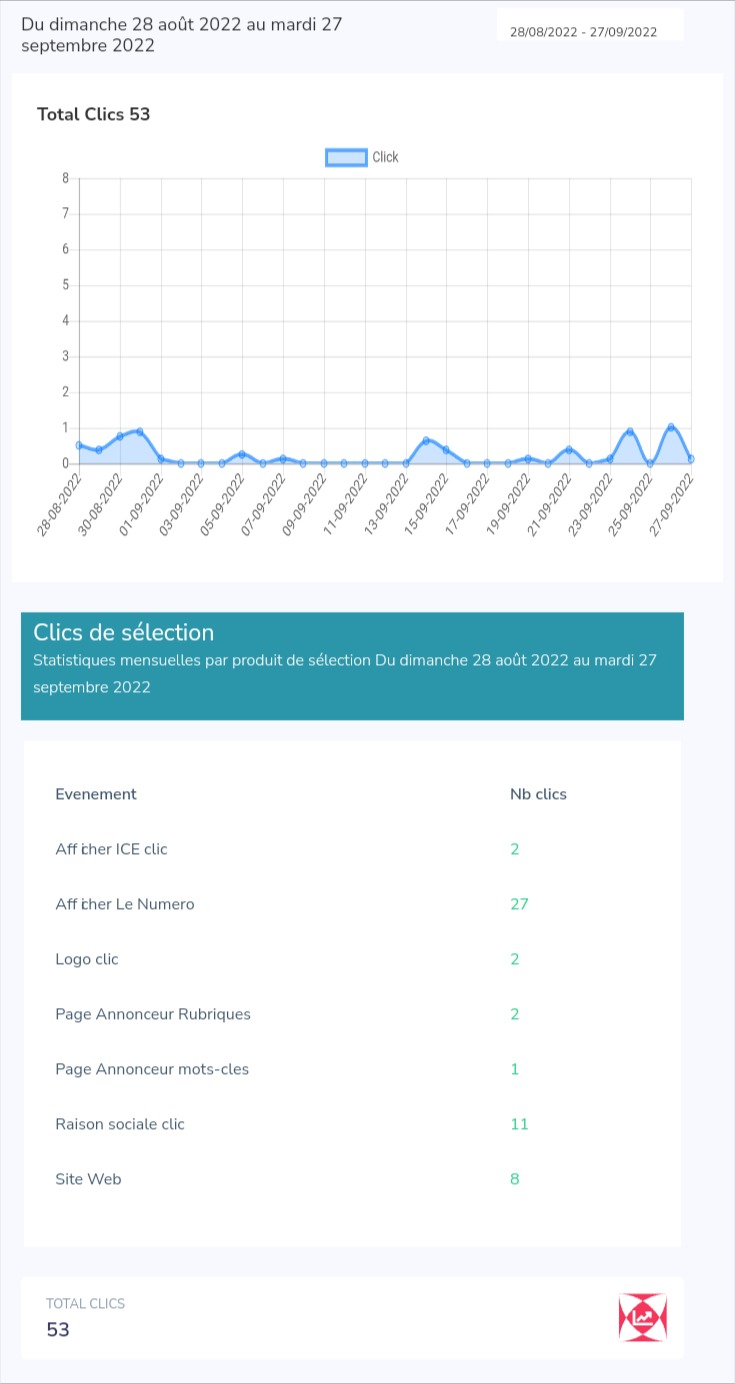 Du dimanche 28 août 2022 au mardi 27
septembre 2022
28/08/2022 - 27/09/2022
Total Clics 53
Click
8
7
6
5
4
3
2
1
0
28-08-2022
30-08-2022
01-09-2022
03-09-2022
05-09-2022
07-09-2022
09-09-2022
11-09-2022
13-09-2022
15-09-2022
17-09-2022
19-09-2022
21-09-2022
23-09-2022
25-09-2022
27-09-2022
Clics de sélection
Statistiques mensuelles par produit de sélection Du dimanche 28 août 2022 au mardi 27
septembre 2022
Evenement Nb clics
Afficher ICE clic 2
Afficher Le Numero 27
Logo clic 2
Page Annonceur Rubriques 2
Page Annonceur mots-cles 1
Raison sociale clic 11
Site Web 8
TOTAL CLICS
53